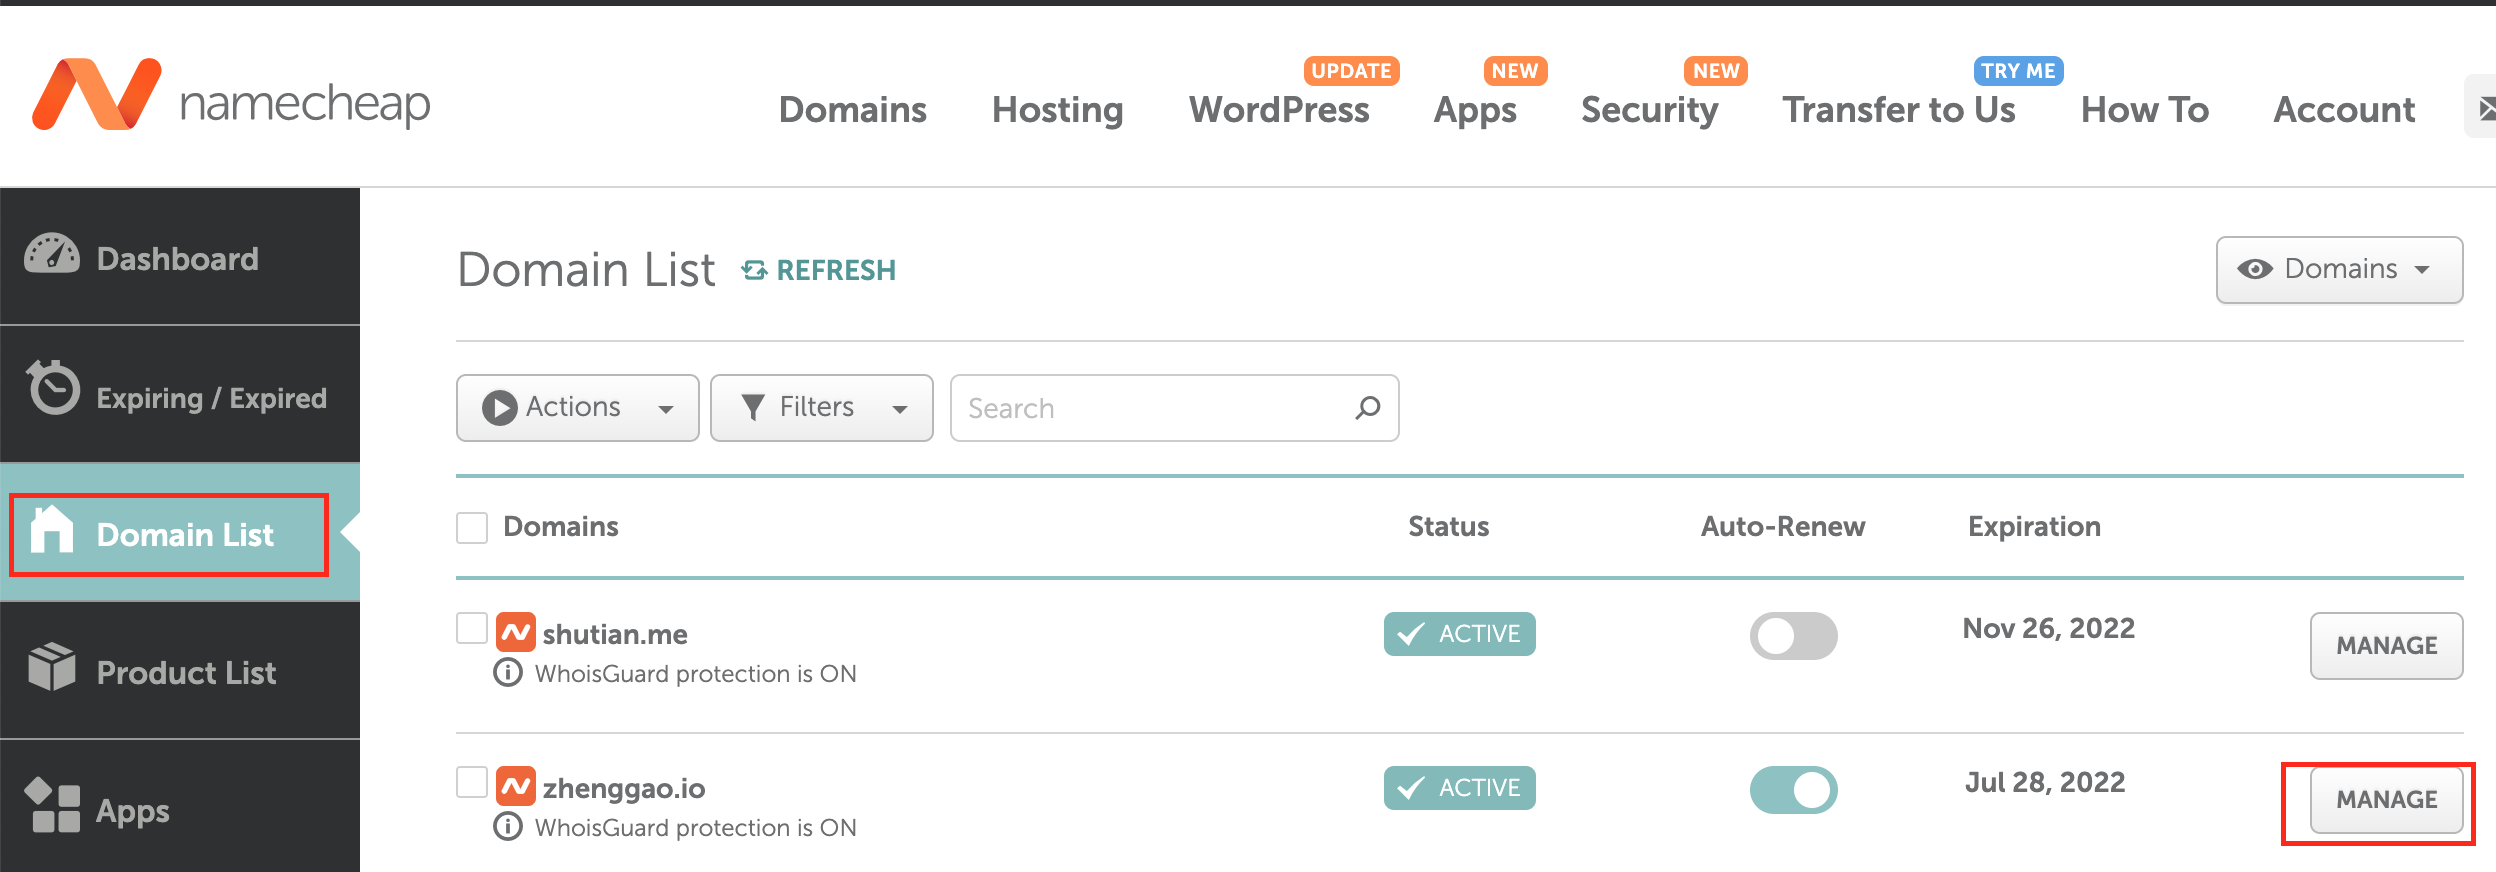 namecheap
UPDATE NEW NEW TRY ME
Domains Hosting WordPress Apps Security Transfer to Us How To Account
Dashboard
Expiring / Expired
Domain List
Product List
Apps
Domain List REFRESH Domains
Actions Filters Search
Domains Status Auto-Renew Expiration
shutian.me ACTIVE Nov 26, 2022 MANAGE
WhoisGuard protection is ON
zhenggao.io ACTIVE Jul 28, 2022 MANAGE
WhoisGuard protection is ON